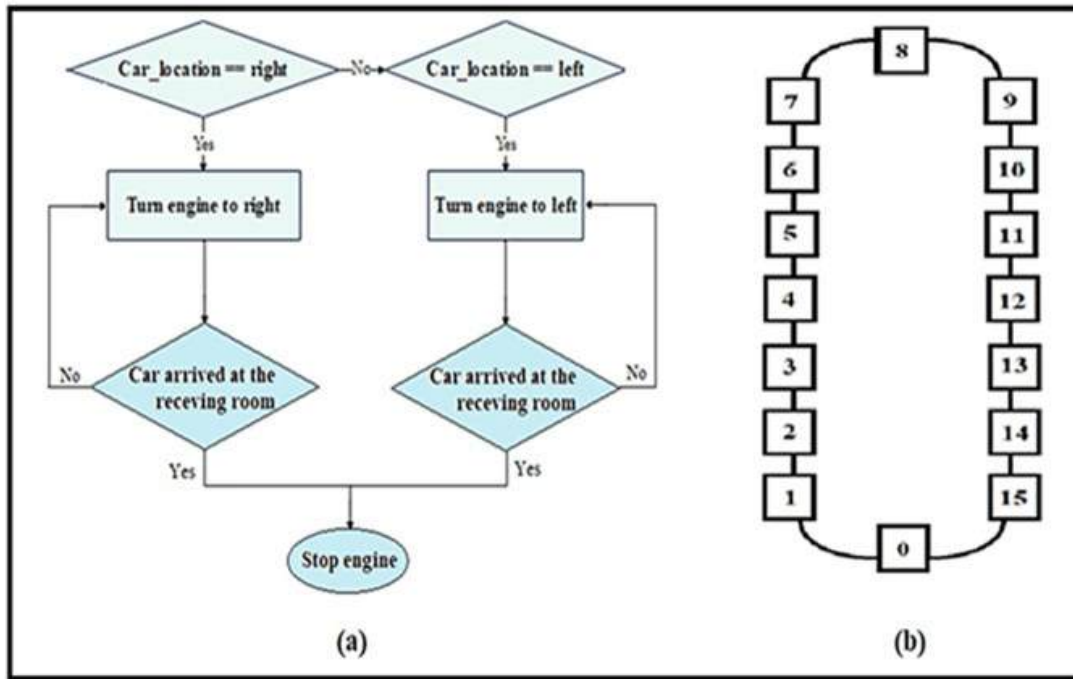 Car_location == right
No
Car_location == left
Yes
Yes
Turn engine to right
Turn engine to left
Car arrived at the
receving room
No
Car arrived at the
receving room
No
Yes
Yes
Stop engine
(a)
8
7
9
6
10
5
11
4
12
3
13
2
14
1
15
0
(b)